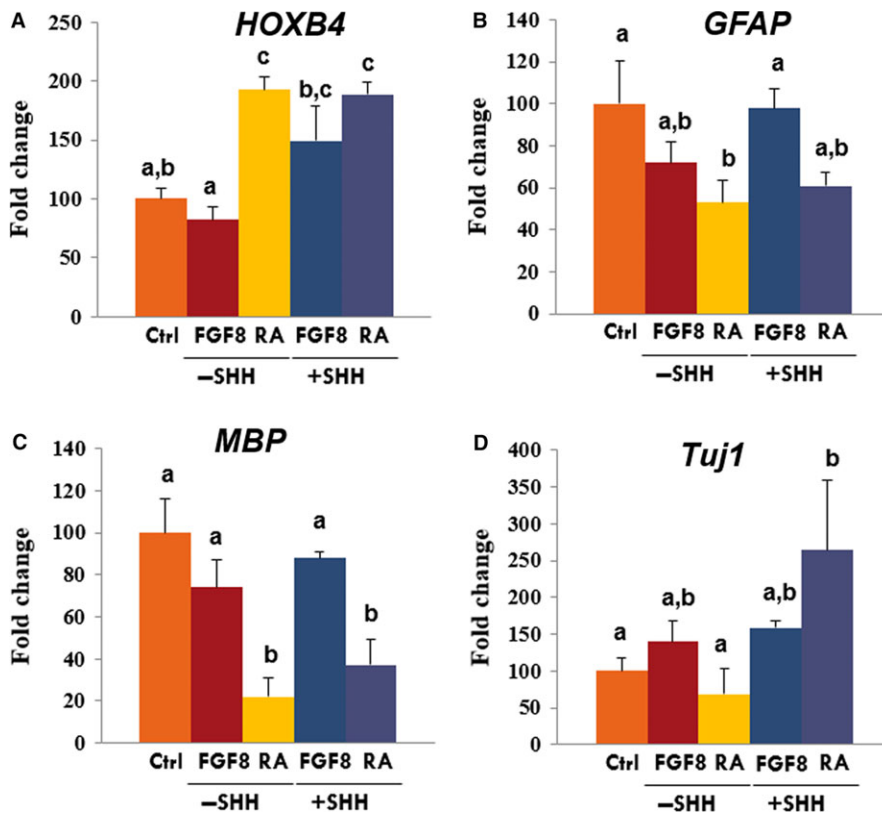 A
HOXB4
Fold change
250
200
150
100
50
0
a,b
a
c
b,c
c
Ctrl FGF8 RA FGF8 RA
–SHH +SHH
B
GFAP
Fold change
140
120
100
80
60
40
20
0
a
a,b
b
a
a,b
Ctrl FGF8 RA FGF8 RA
–SHH +SHH
C
MBP
Fold change
140
120
100
80
60
40
20
0
a
a
b
a
b
Ctrl FGF8 RA FGF8 RA
–SHH +SHH
D
Tuj1
Fold change
400
350
300
250
200
150
100
50
0
a
a,b
a
a,b
b
Ctrl FGF8 RA FGF8 RA
–SHH +SHH